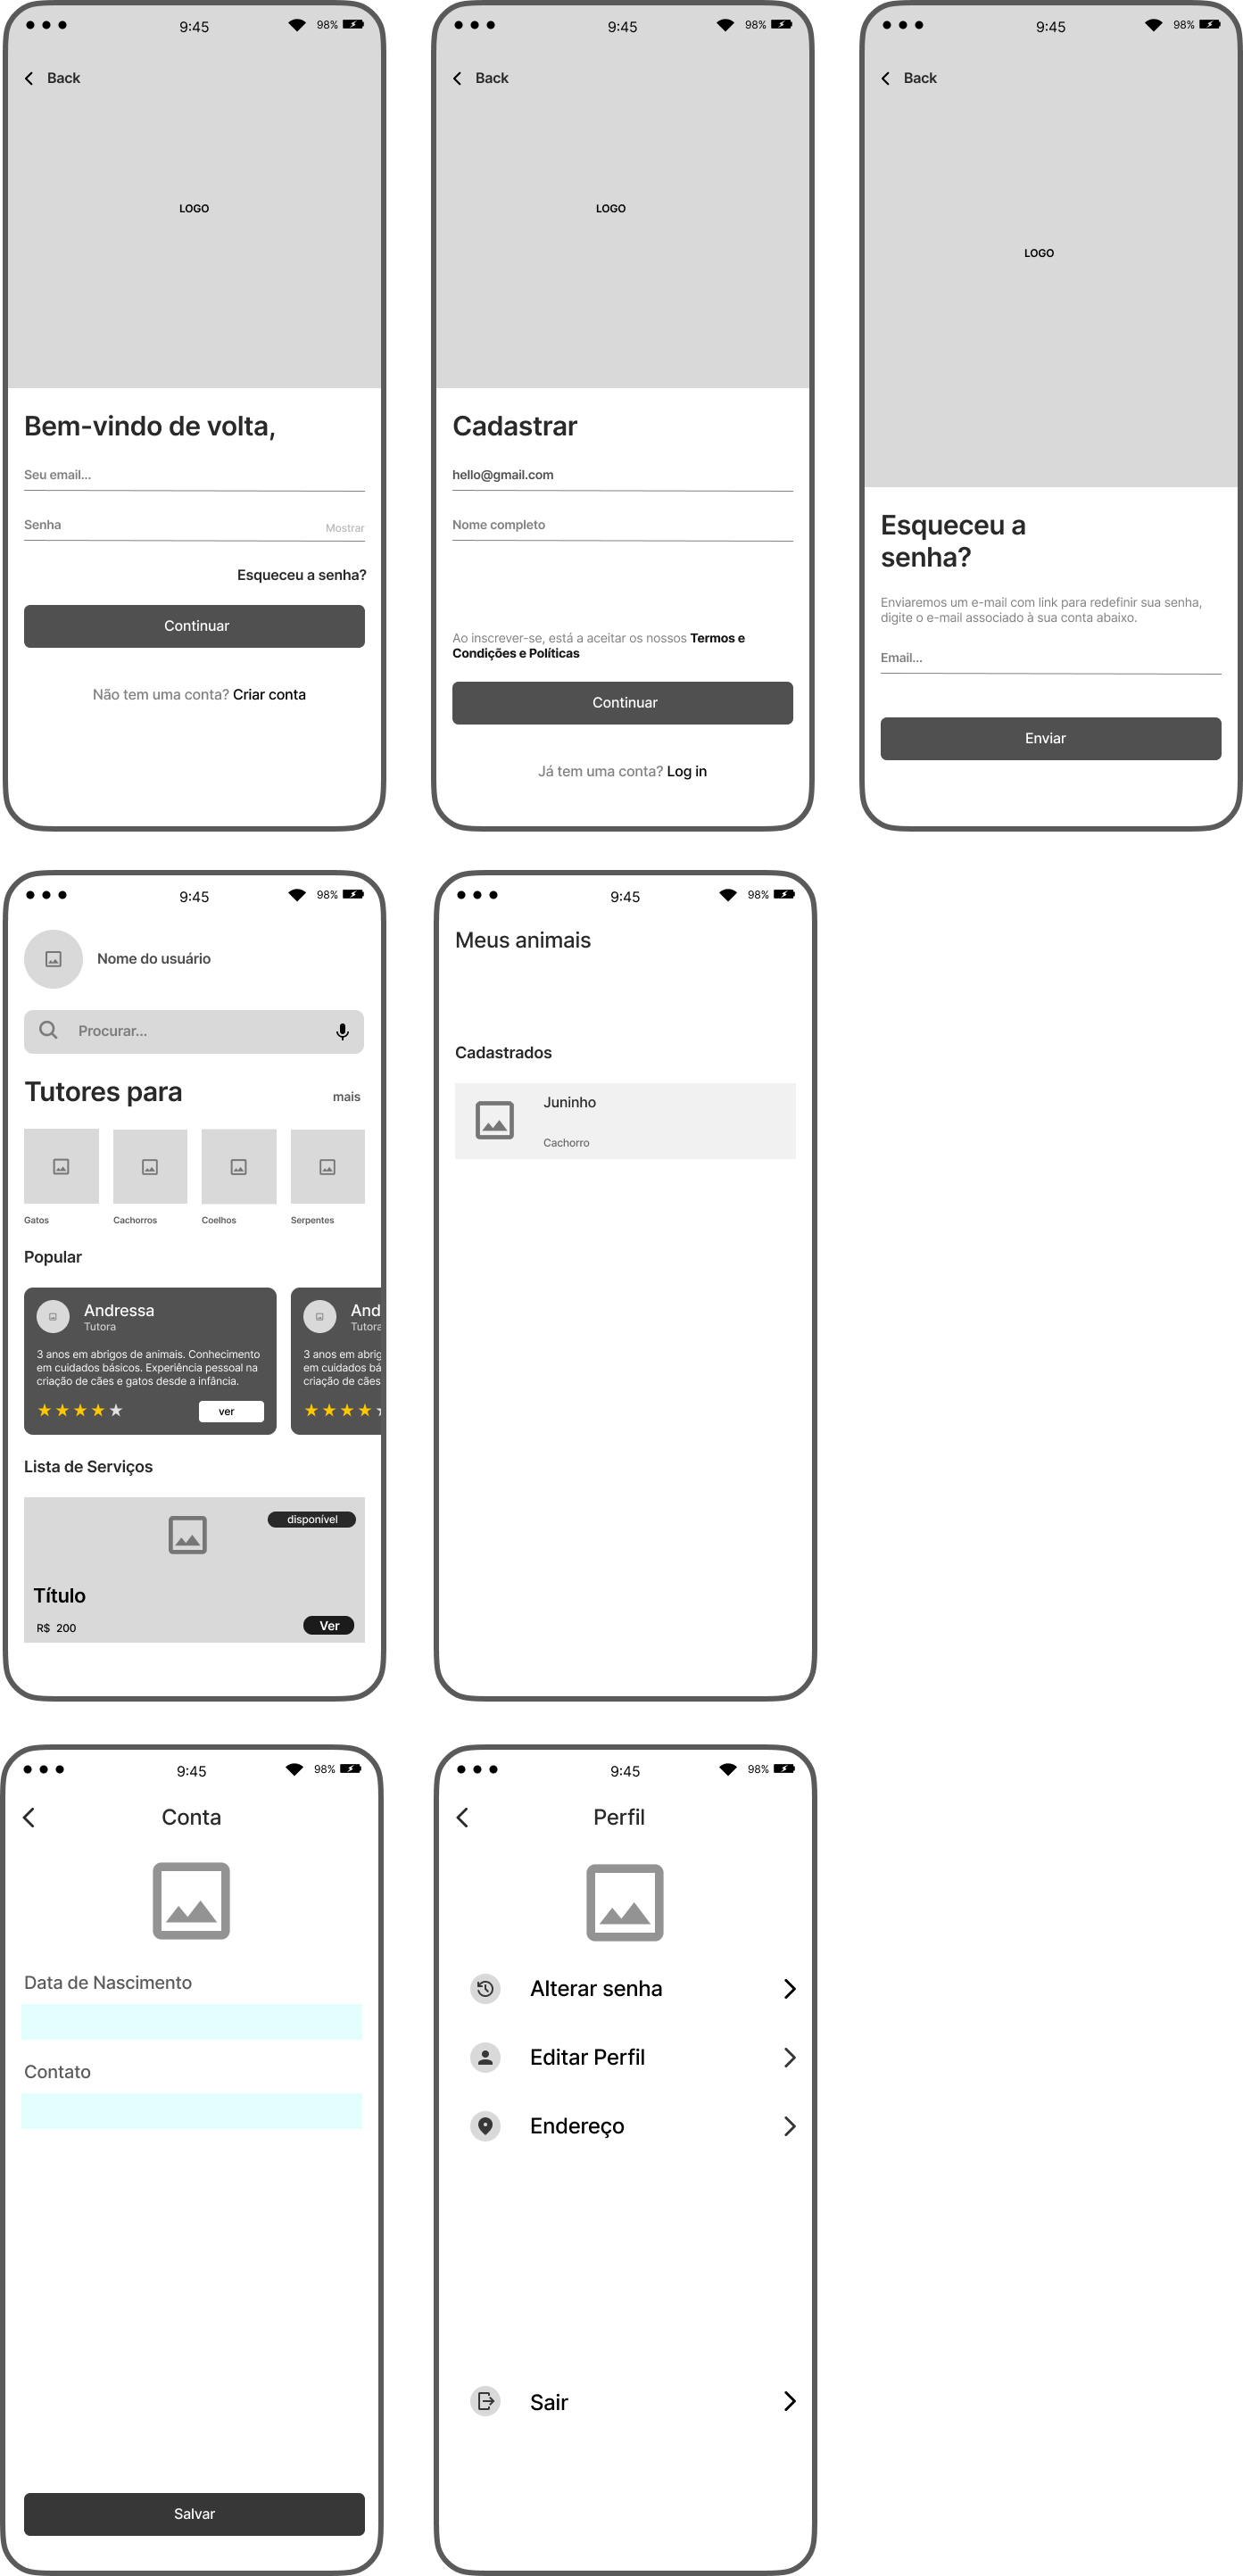 9:45
98%
Back
LOGO
Bem-vindo de volta,
Seu email...
Senha
Mostrar
Esqueceu a senha?
Continuar
Não tem uma conta? Criar conta
9:45
98%
Back
LOGO
Cadastrar
hello@gmail.com
Nome completo
Ao inscrever-se, está a aceitar os nossos Termos e
Condições e Políticas
Continuar
Já tem uma conta? Log in
9:45
98%
Back
LOGO
Esqueceu a
senha?
Enviaremos um e-mail com link para redefinir sua senha,
digite o e-mail associado à sua conta abaixo.
Email...
Enviar
9:45
98%
Nome do usuário
Procurar...
Tutores para
mais
Gatos
Cachorros
Coelhos
Serpentes
Popular
Andressa
Tutora
3 anos em abrigos de animais. Conhecimento
em cuidados básicos. Experiência pessoal na
criação de cães e gatos desde a infância.
ver
And
Tutora
3 anos em abrig
em cuidados bá
criação de cães
Lista de Serviços
disponível
Título
R$ 200
Ver
9:45
98%
Meus animais
Cadastrados
Juninho
Cachorro
9:45
98%
Conta
Data de Nascimento
Contato
Salvar
9:45
98%
Perfil
Alterar senha
Editar Perfil
Endereço
Sair